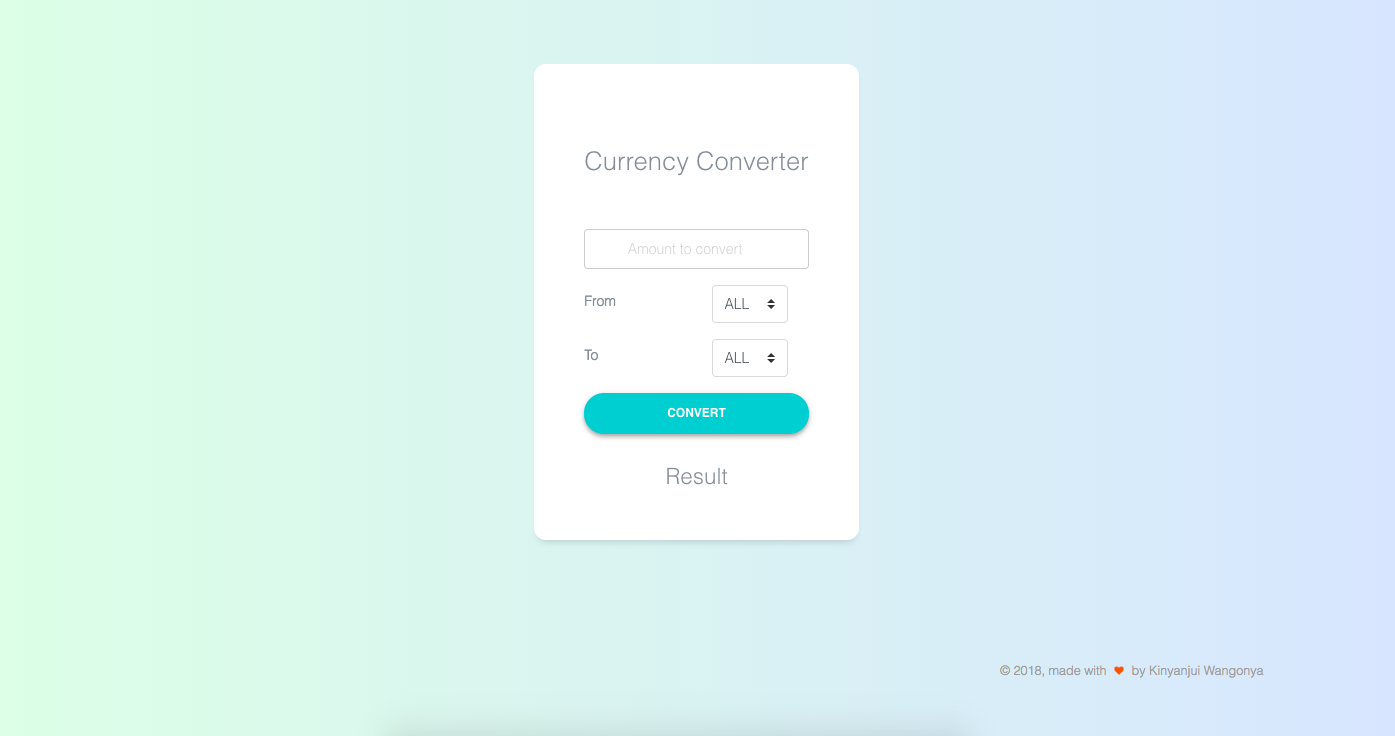 Currency Converter
Amount to convert
From ALL
To ALL
CONVERT
Result
© 2018, made with ❤ by Kinyanjui Wangonya